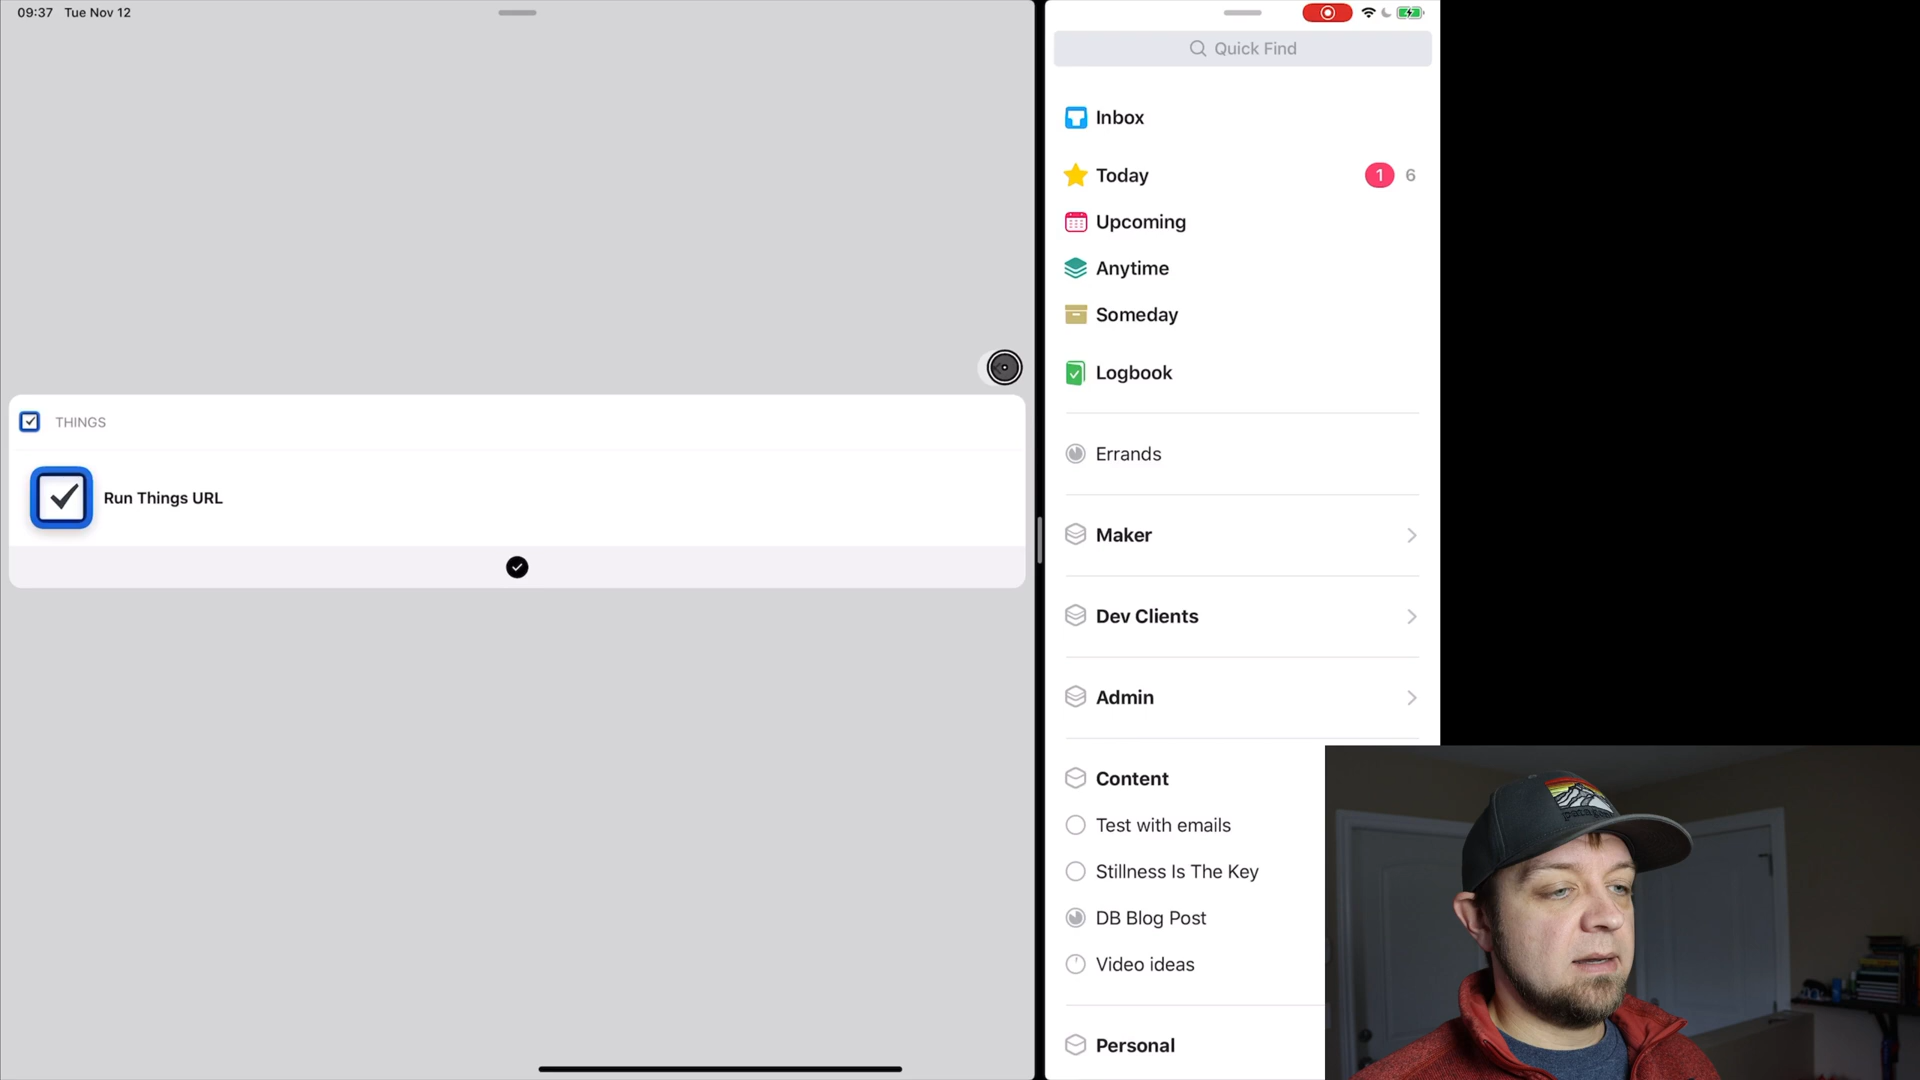 09:37 Tue Nov 12
THINGS
Run Things URL
Quick Find
Inbox
Today 1 6
Upcoming
Anytime
Someday
Logbook
Errands
Maker
Dev Clients
Admin
Content
Test with emails
Stillness Is The Key
DB Blog Post
Video ideas
Personal